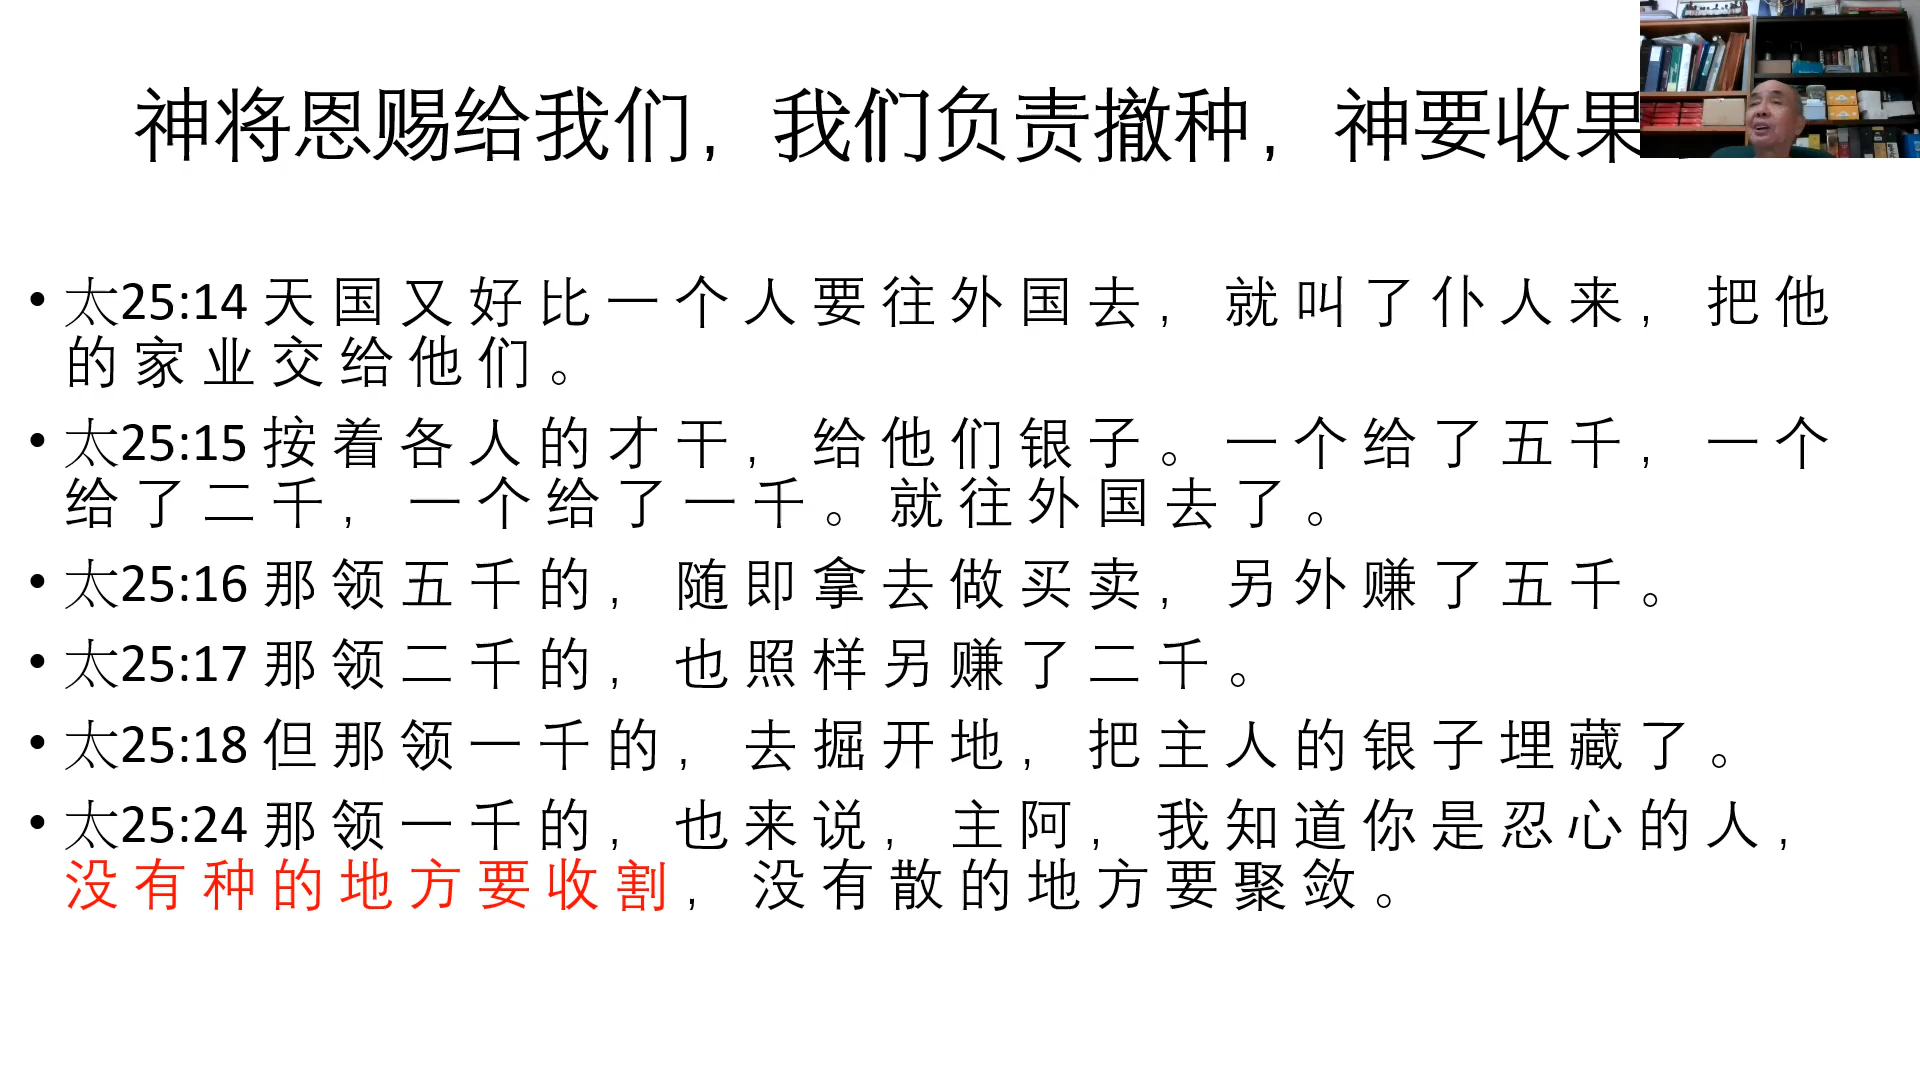 神将恩赐给我们，我们负责撤种，神要收果
• 太25:14 天国又好比一个人要往外国去，就叫了仆人来，把他
的家业交给他们。
• 太25:15 按着各人的才干，给他们银子。一个给了五千，一个
给了二千，一个给了一千。就往外国去了。
• 太25:16 那领五千的，随即拿去做买卖，另外赚了五千。
• 太25:17 那领二千的，也照样另赚了二千。
• 太25:18 但那领一千的，去掘开地，把主人的银子埋藏了。
• 太25:24 那领一千的，也来说，主阿，我知道你是忍心的人，
没有种的地方要收割，没有散的地方要聚敛。